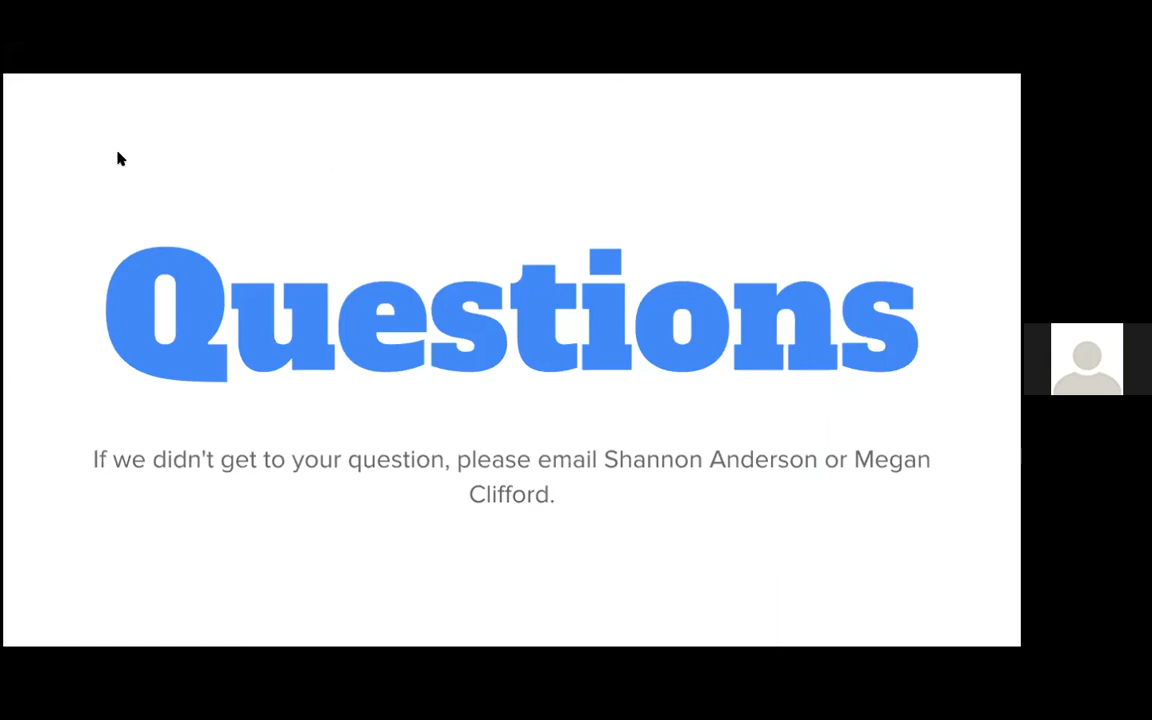 Questions
If we didn't get to your question, please email Shannon Anderson or Megan
Clifford.